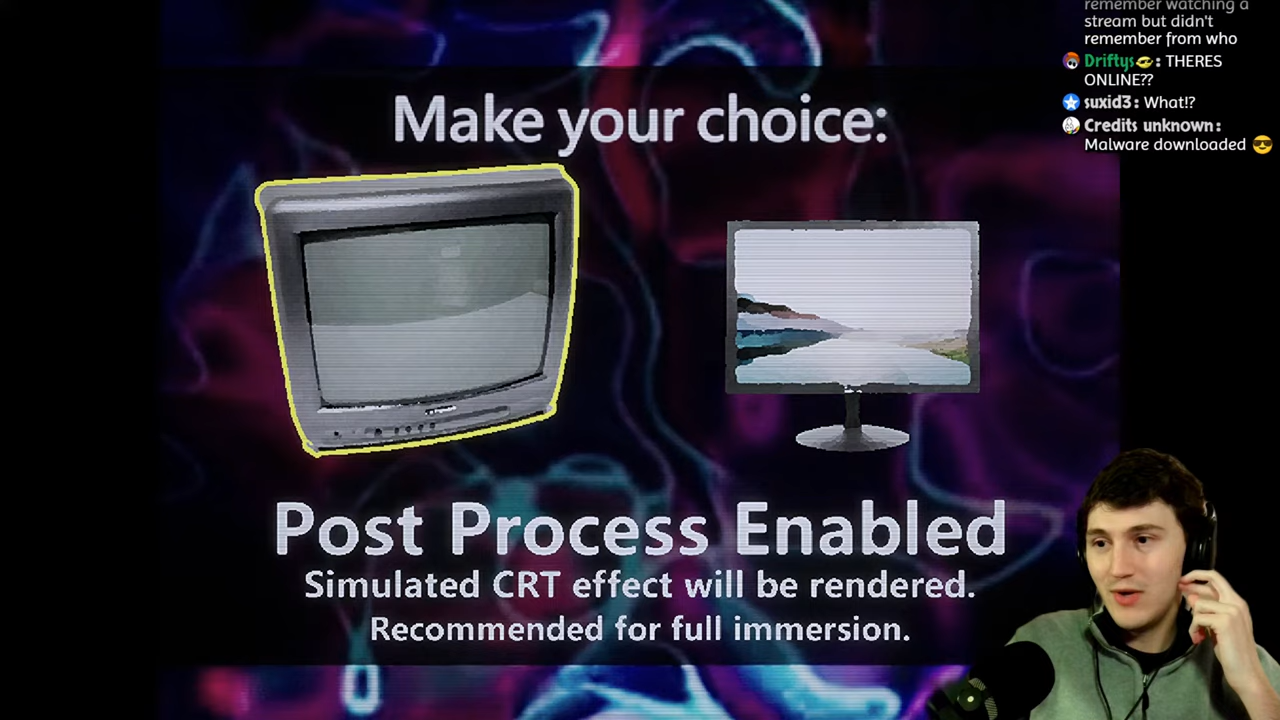 remember watching a
stream but didn't
remember from who
Driftys: THERES
ONLINE??
suxid3: What!?
Credits unknown:
Malware downloaded
Make your choice:
Post Process Enabled
Simulated CRT effect will be rendered.
Recommended for full immersion.